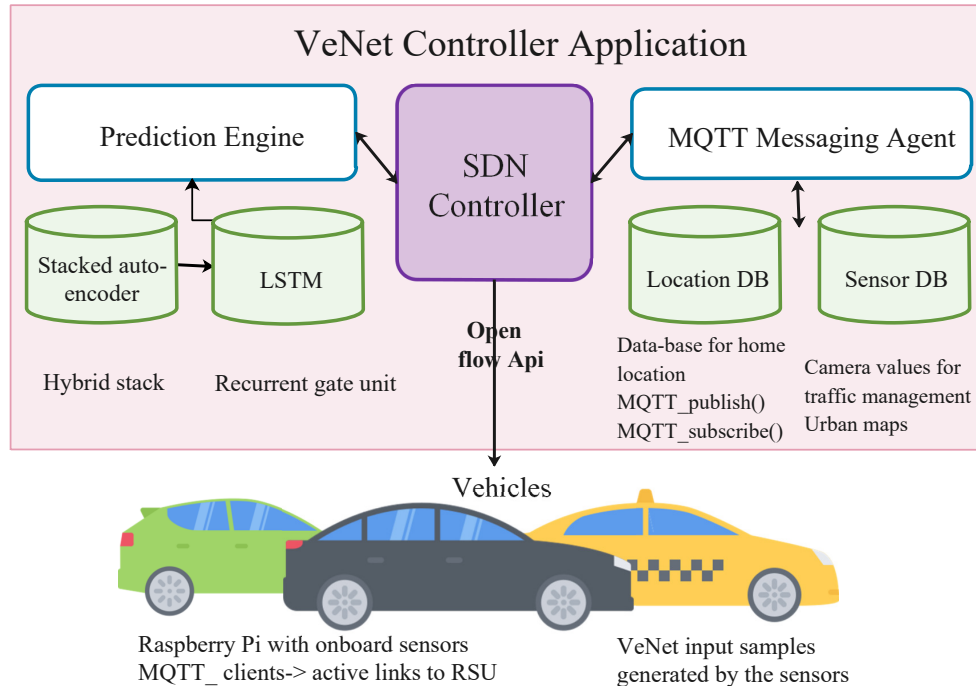 VeNet Controller Application
Prediction Engine
SDN
Controller
MQTT Messaging Agent
Stacked auto-
encoder
LSTM
Location DB
Sensor DB
Open
flow Api
Hybrid stack
Recurrent gate unit
Data-base for home
location
MQTT_publish()
MQTT_subscribe()
Camera values for
traffic management
Urban maps
Vehicles
Raspberry Pi with onboard sensors
MQTT_ clients-> active links to RSU
VeNet input samples
generated by the sensors